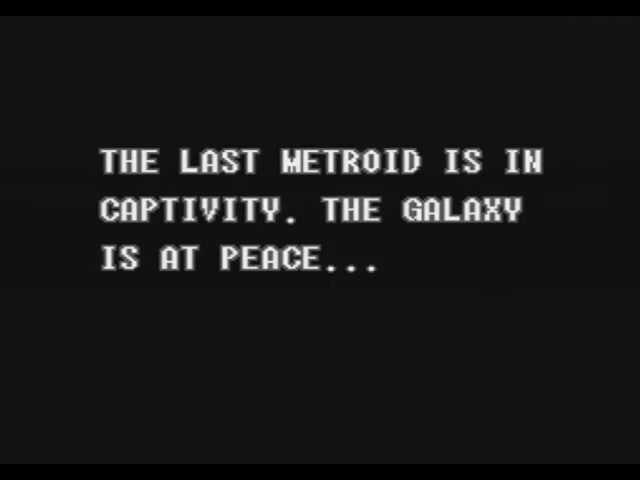 THE LAST METROID IS IN
CAPTIVITY. THE GALAXY
IS AT PEACE...